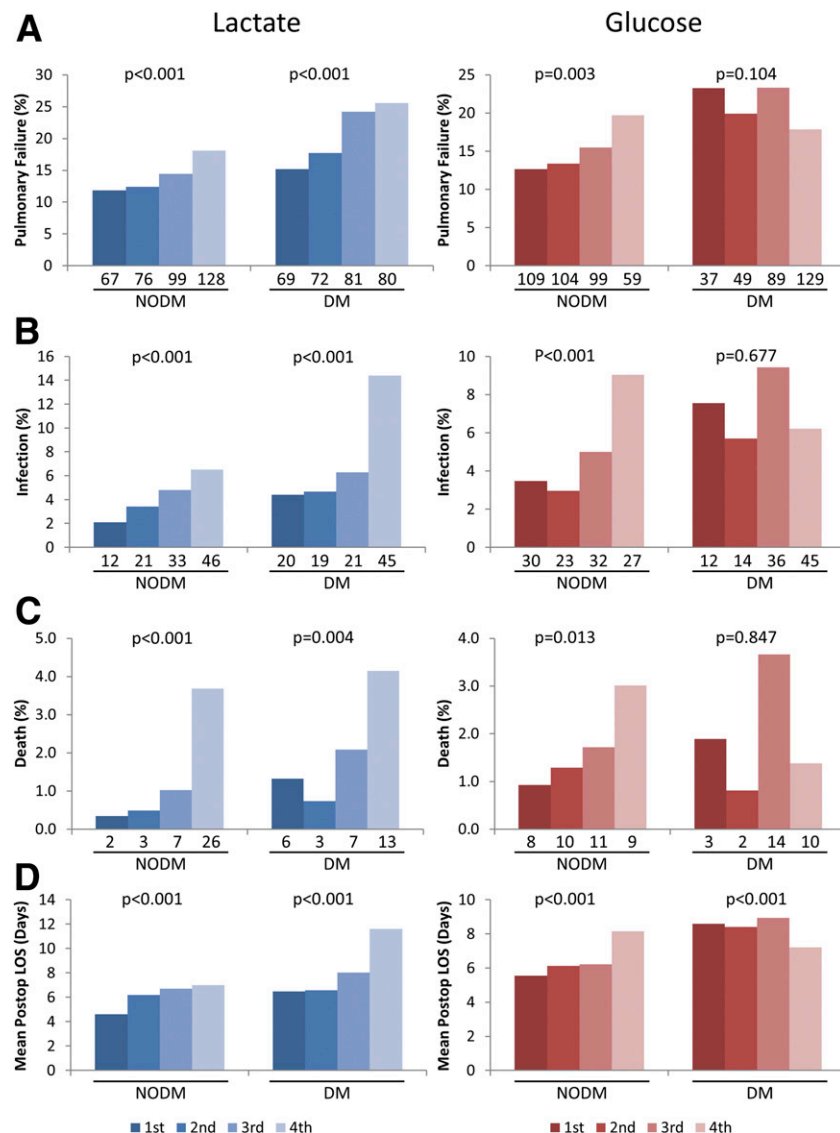 Lactate
Glucose
A
Pulmonary Failure (%)
30
25
20
15
10
5
0
p<0.001
p<0.001
67 76 99 128
69 72 81 80
NODM
DM
Pulmonary Failure (%)
25
20
15
10
5
0
p=0.003
p=0.104
109 104 99 59
37 49 89 129
NODM
DM
B
Infection (%)
16
14
12
10
8
6
4
2
0
p<0.001
p<0.001
12 21 33 46
20 19 21 45
NODM
DM
Infection (%)
10
8
6
4
2
0
P<0.001
p=0.677
30 23 32 27
12 14 36 45
NODM
DM
C
Death (%)
5.0
4.0
3.0
2.0
1.0
0.0
p<0.001
p=0.004
2 3 7 26
6 3 7 13
NODM
DM
Death (%)
4.0
3.0
2.0
1.0
0.0
p=0.013
p=0.847
8 10 11 9
3 2 14 10
NODM
DM
D
Mean Postop LOS (Days)
14
12
10
8
6
4
2
0
p<0.001
p<0.001
NODM
DM
Mean Postop LOS (Days)
10
8
6
4
2
0
p<0.001
p<0.001
NODM
DM
1st 2nd 3rd 4th
1st 2nd 3rd 4th